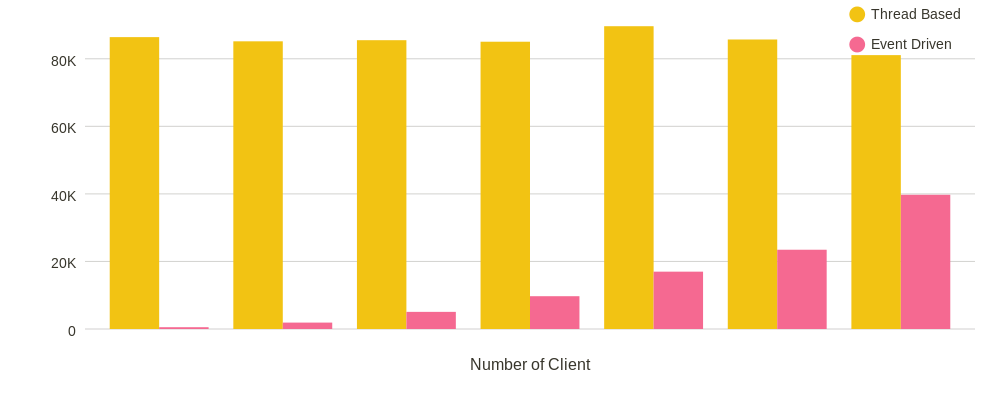 Thread Based
Event Driven
80K
60K
40K
20K
0
Number of Client